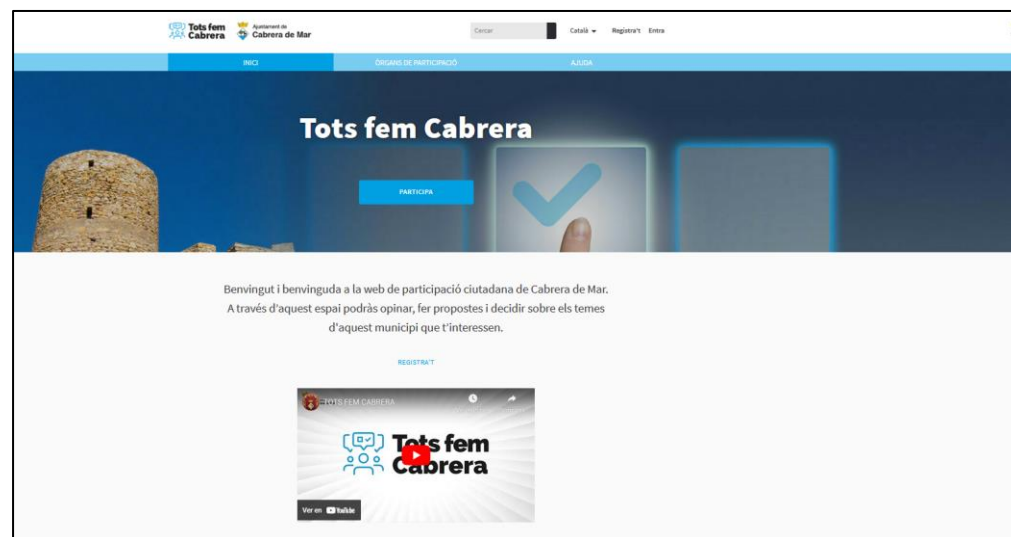 Tots fem
Cabrera
Ajuntament de
Cabrera de Mar
Cercar
Català
Registra't Entra
INICI
ÒRGANS DE PARTICIPACIÓ
AJUDA
Tots fem Cabrera
PARTICIPA
Benvingut i benvinguda a la web de participació ciutadana de Cabrera de Mar.
A través d'aquest espai podràs opinar, fer propostes i decidir sobre els temes
d'aquest municipi que t'interessen.
REGISTRA'T
TOTS FEM CABRERA
Tots fem
Cabrera
Ver en YouTube